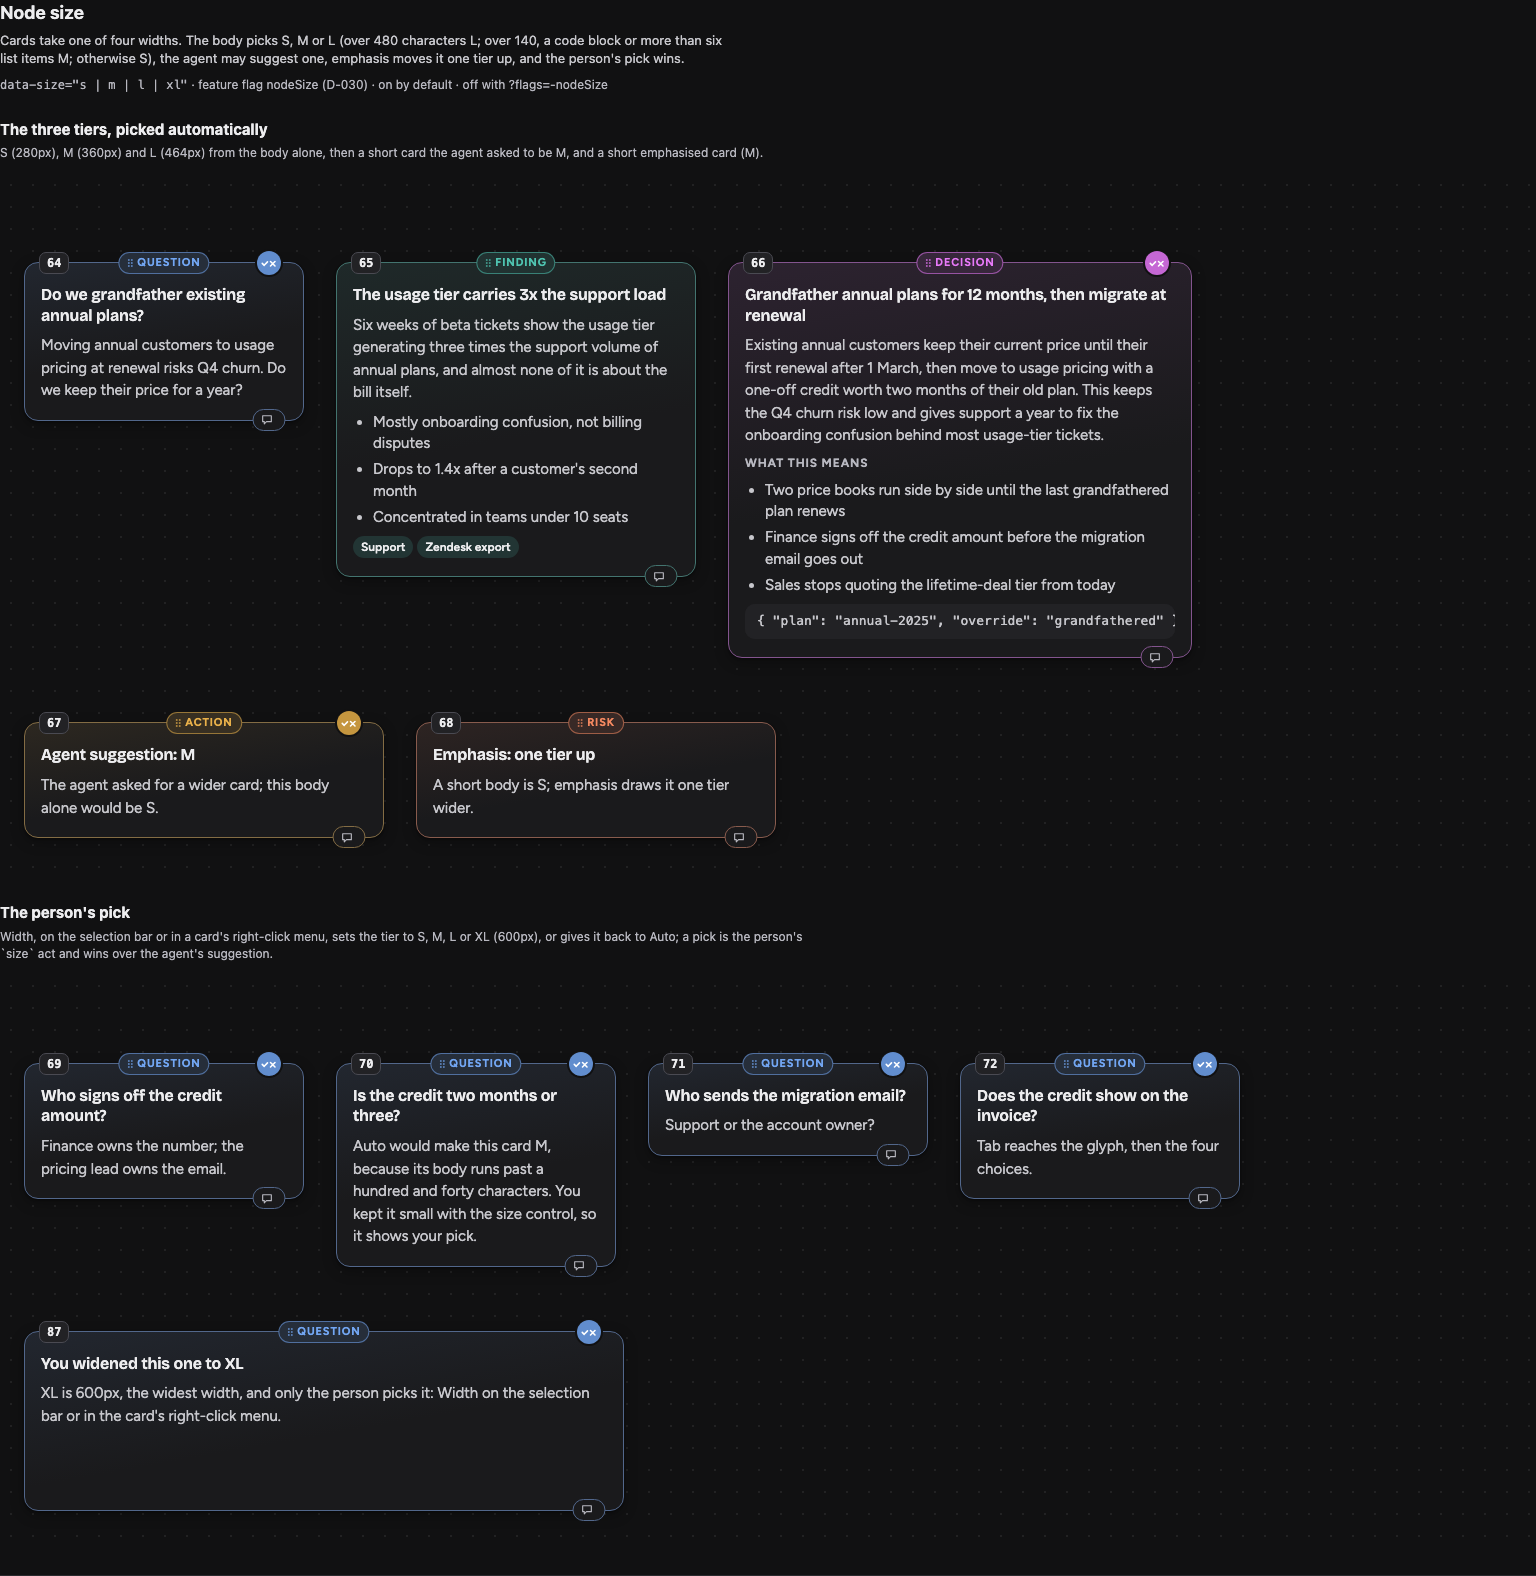 Node size
Cards take one of four widths. The body picks S, M or L (over 480 characters L; over 140, a code block or more than six
list items M; otherwise S), the agent may suggest one, emphasis moves it one tier up, and the person's pick wins.
data-size="s | m | l | xl" · feature flag nodeSize (D-030) · on by default · off with ?flags=-nodeSize
The three tiers, picked automatically
S (280px), M (360px) and L (464px) from the body alone, then a short card the agent asked to be M, and a short emphasised card (M).
64
QUESTION
Do we grandfather existing
annual plans?
Moving annual customers to usage
pricing at renewal risks Q4 churn. Do
we keep their price for a year?
65
FINDING
The usage tier carries 3x the support load
Six weeks of beta tickets show the usage tier
generating three times the support volume of
annual plans, and almost none of it is about the
bill itself.
• Mostly onboarding confusion, not billing
disputes
• Drops to 1.4x after a customer's second
month
• Concentrated in teams under 10 seats
Support
Zendesk export
66
DECISION
Grandfather annual plans for 12 months, then migrate at
renewal
Existing annual customers keep their current price until their
first renewal after 1 March, then move to usage pricing with a
one-off credit worth two months of their old plan. This keeps
the Q4 churn risk low and gives support a year to fix the
onboarding confusion behind most usage-tier tickets.
WHAT THIS MEANS
• Two price books run side by side until the last grandfathered
plan renews
• Finance signs off the credit amount before the migration
email goes out
• Sales stops quoting the lifetime-deal tier from today
{ "plan": "annual-2025", "override": "grandfathered" }
67
ACTION
Agent suggestion: M
The agent asked for a wider card; this body
alone would be S.
68
RISK
Emphasis: one tier up
A short body is S; emphasis draws it one tier
wider.
The person's pick
Width, on the selection bar or in a card's right-click menu, sets the tier to S, M, L or XL (600px), or gives it back to Auto; a pick is the person's
`size` act and wins over the agent's suggestion.
69
QUESTION
Who signs off the credit
amount?
Finance owns the number; the
pricing lead owns the email.
70
QUESTION
Is the credit two months or
three?
Auto would make this card M,
because its body runs past a
hundred and forty characters. You
kept it small with the size control, so
it shows your pick.
71
QUESTION
Who sends the migration email?
Support or the account owner?
72
QUESTION
Does the credit show on the
invoice?
Tab reaches the glyph, then the four
choices.
87
QUESTION
You widened this one to XL
XL is 600px, the widest width, and only the person picks it: Width on the selection
bar or in the card's right-click menu.